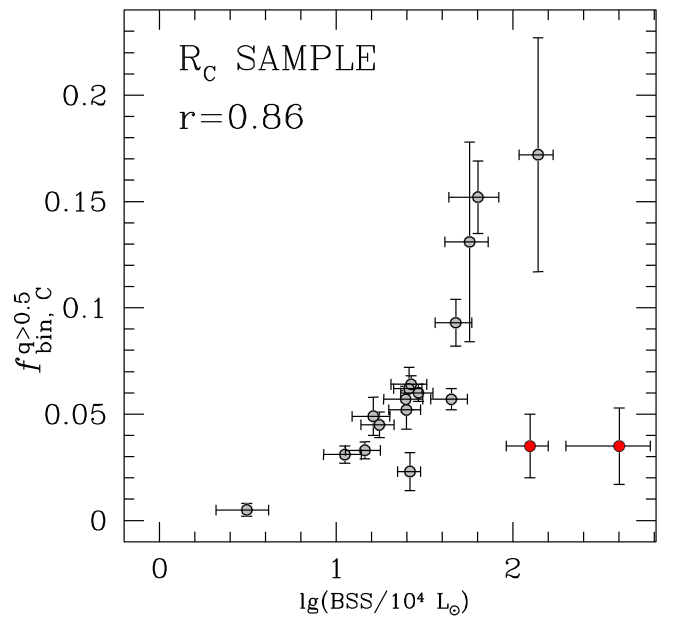 R_C SAMPLE
r=0.86
0.2
0.15
0.1
0.05
0
f^{q>0.5}_{bin, C}
0 1 2
lg(BSS/10⁴ L_⊙)